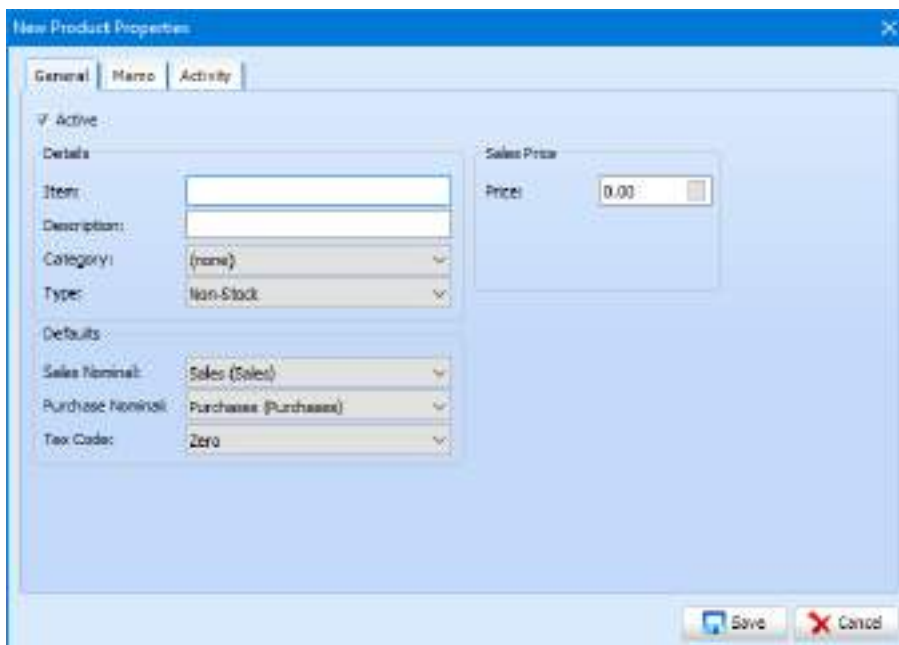 New Product Properties
General Memo Activity
Active
Details
Item:
Description:
Category: (none)
Type: Non-Stock
Sales Price
Price: 0.00
Defaults
Sales Nominal: Sales (Sales)
Purchase Nominal: Purchases (Purchases)
Tax Code: Zero
Save Cancel